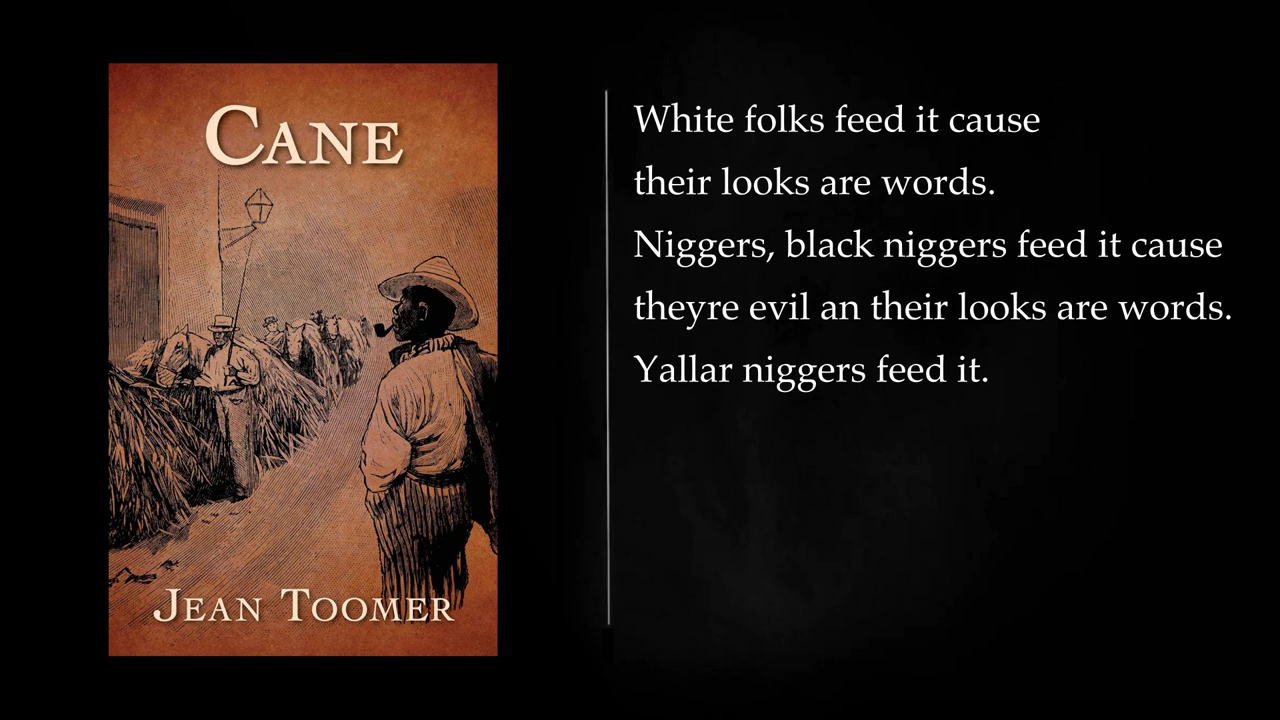 CANE
JEAN TOOMER
White folks feed it cause
their looks are words.
Niggers, black niggers feed it cause
theyre evil an their looks are words.
Yallar niggers feed it.